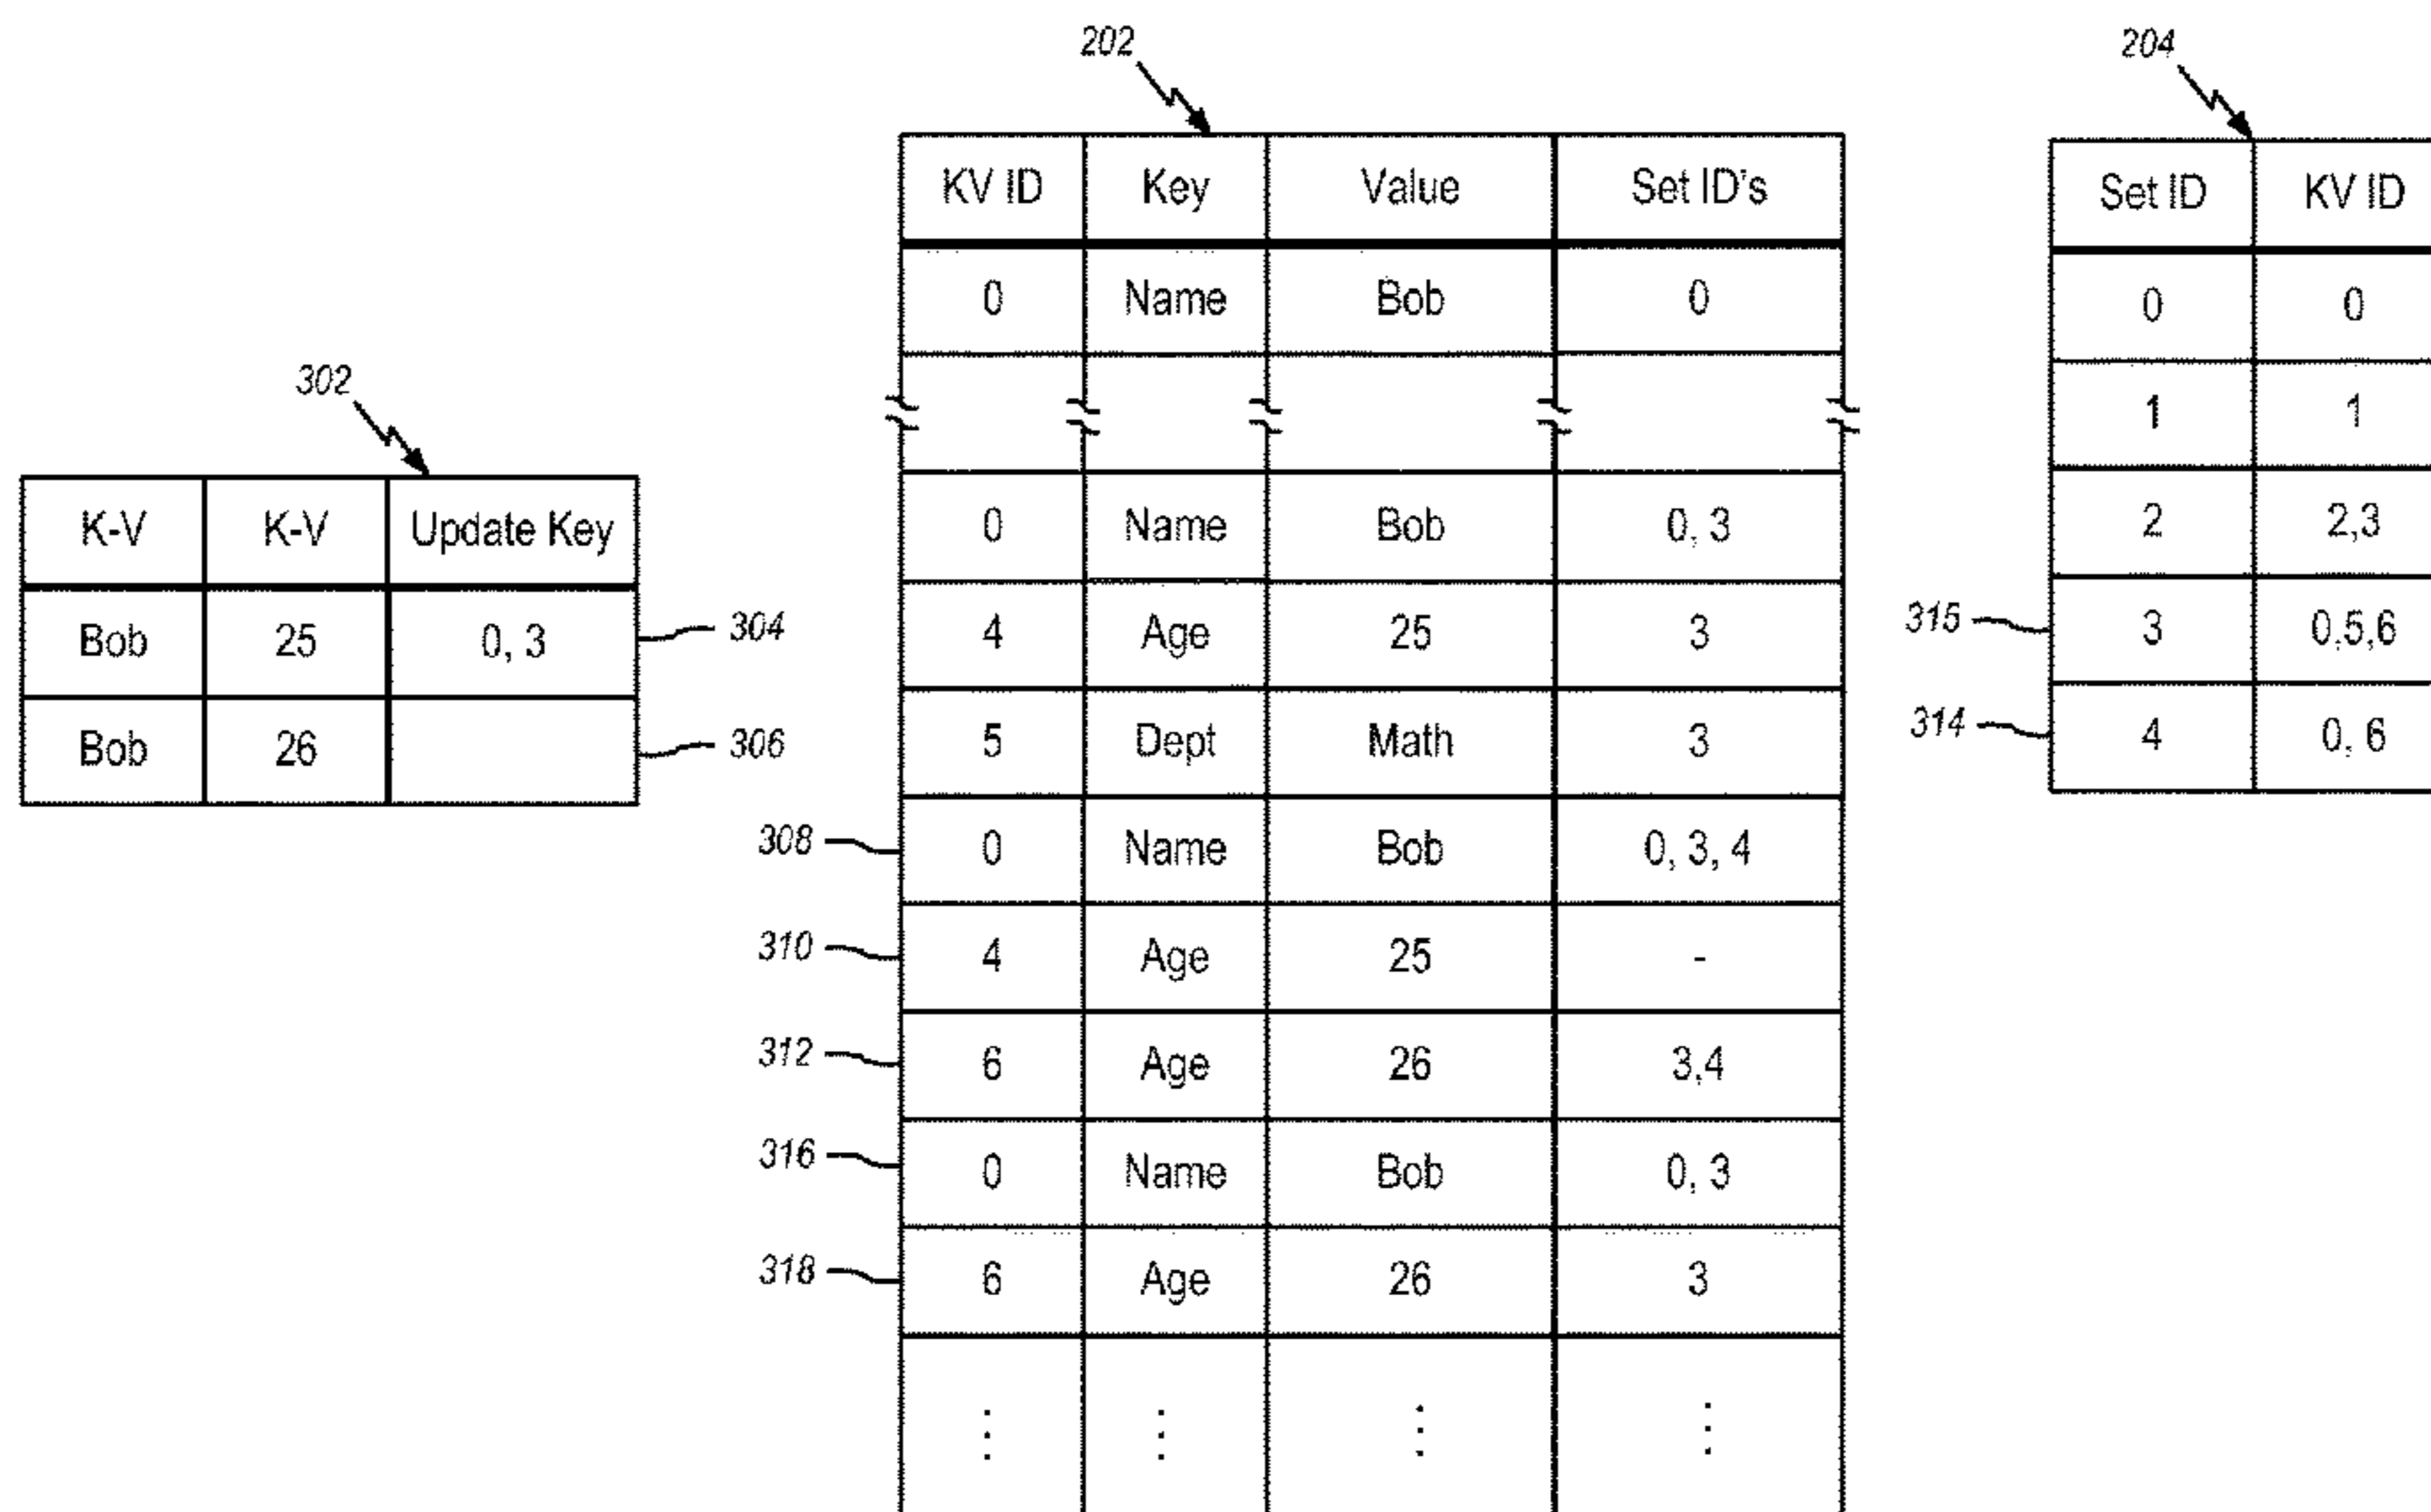 202
204
KV ID Key Value Set ID's
Set ID KV ID
0 Name Bob 0
0 0
302
1 1
K-V K-V Update Key
0 Name Bob 0, 3
2 2,3
Bob 25 0, 3 304
4 Age 25 3
315 3 0,5,6
Bob 26 306
5 Dept Math 3
314 4 0, 6
308 0 Name Bob 0, 3, 4
310 4 Age 25 -
312 6 Age 26 3,4
316 0 Name Bob 0, 3
318 6 Age 26 3